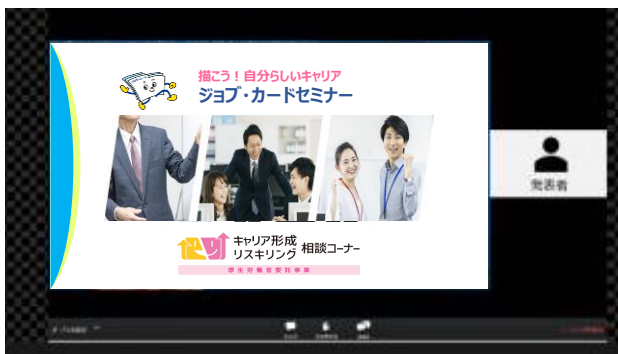 描こう！自分らしいキャリア
ジョブ・カードセミナー
キャリア形成
リスキリング 相談コーナー
厚生労働省委託事業
発表者